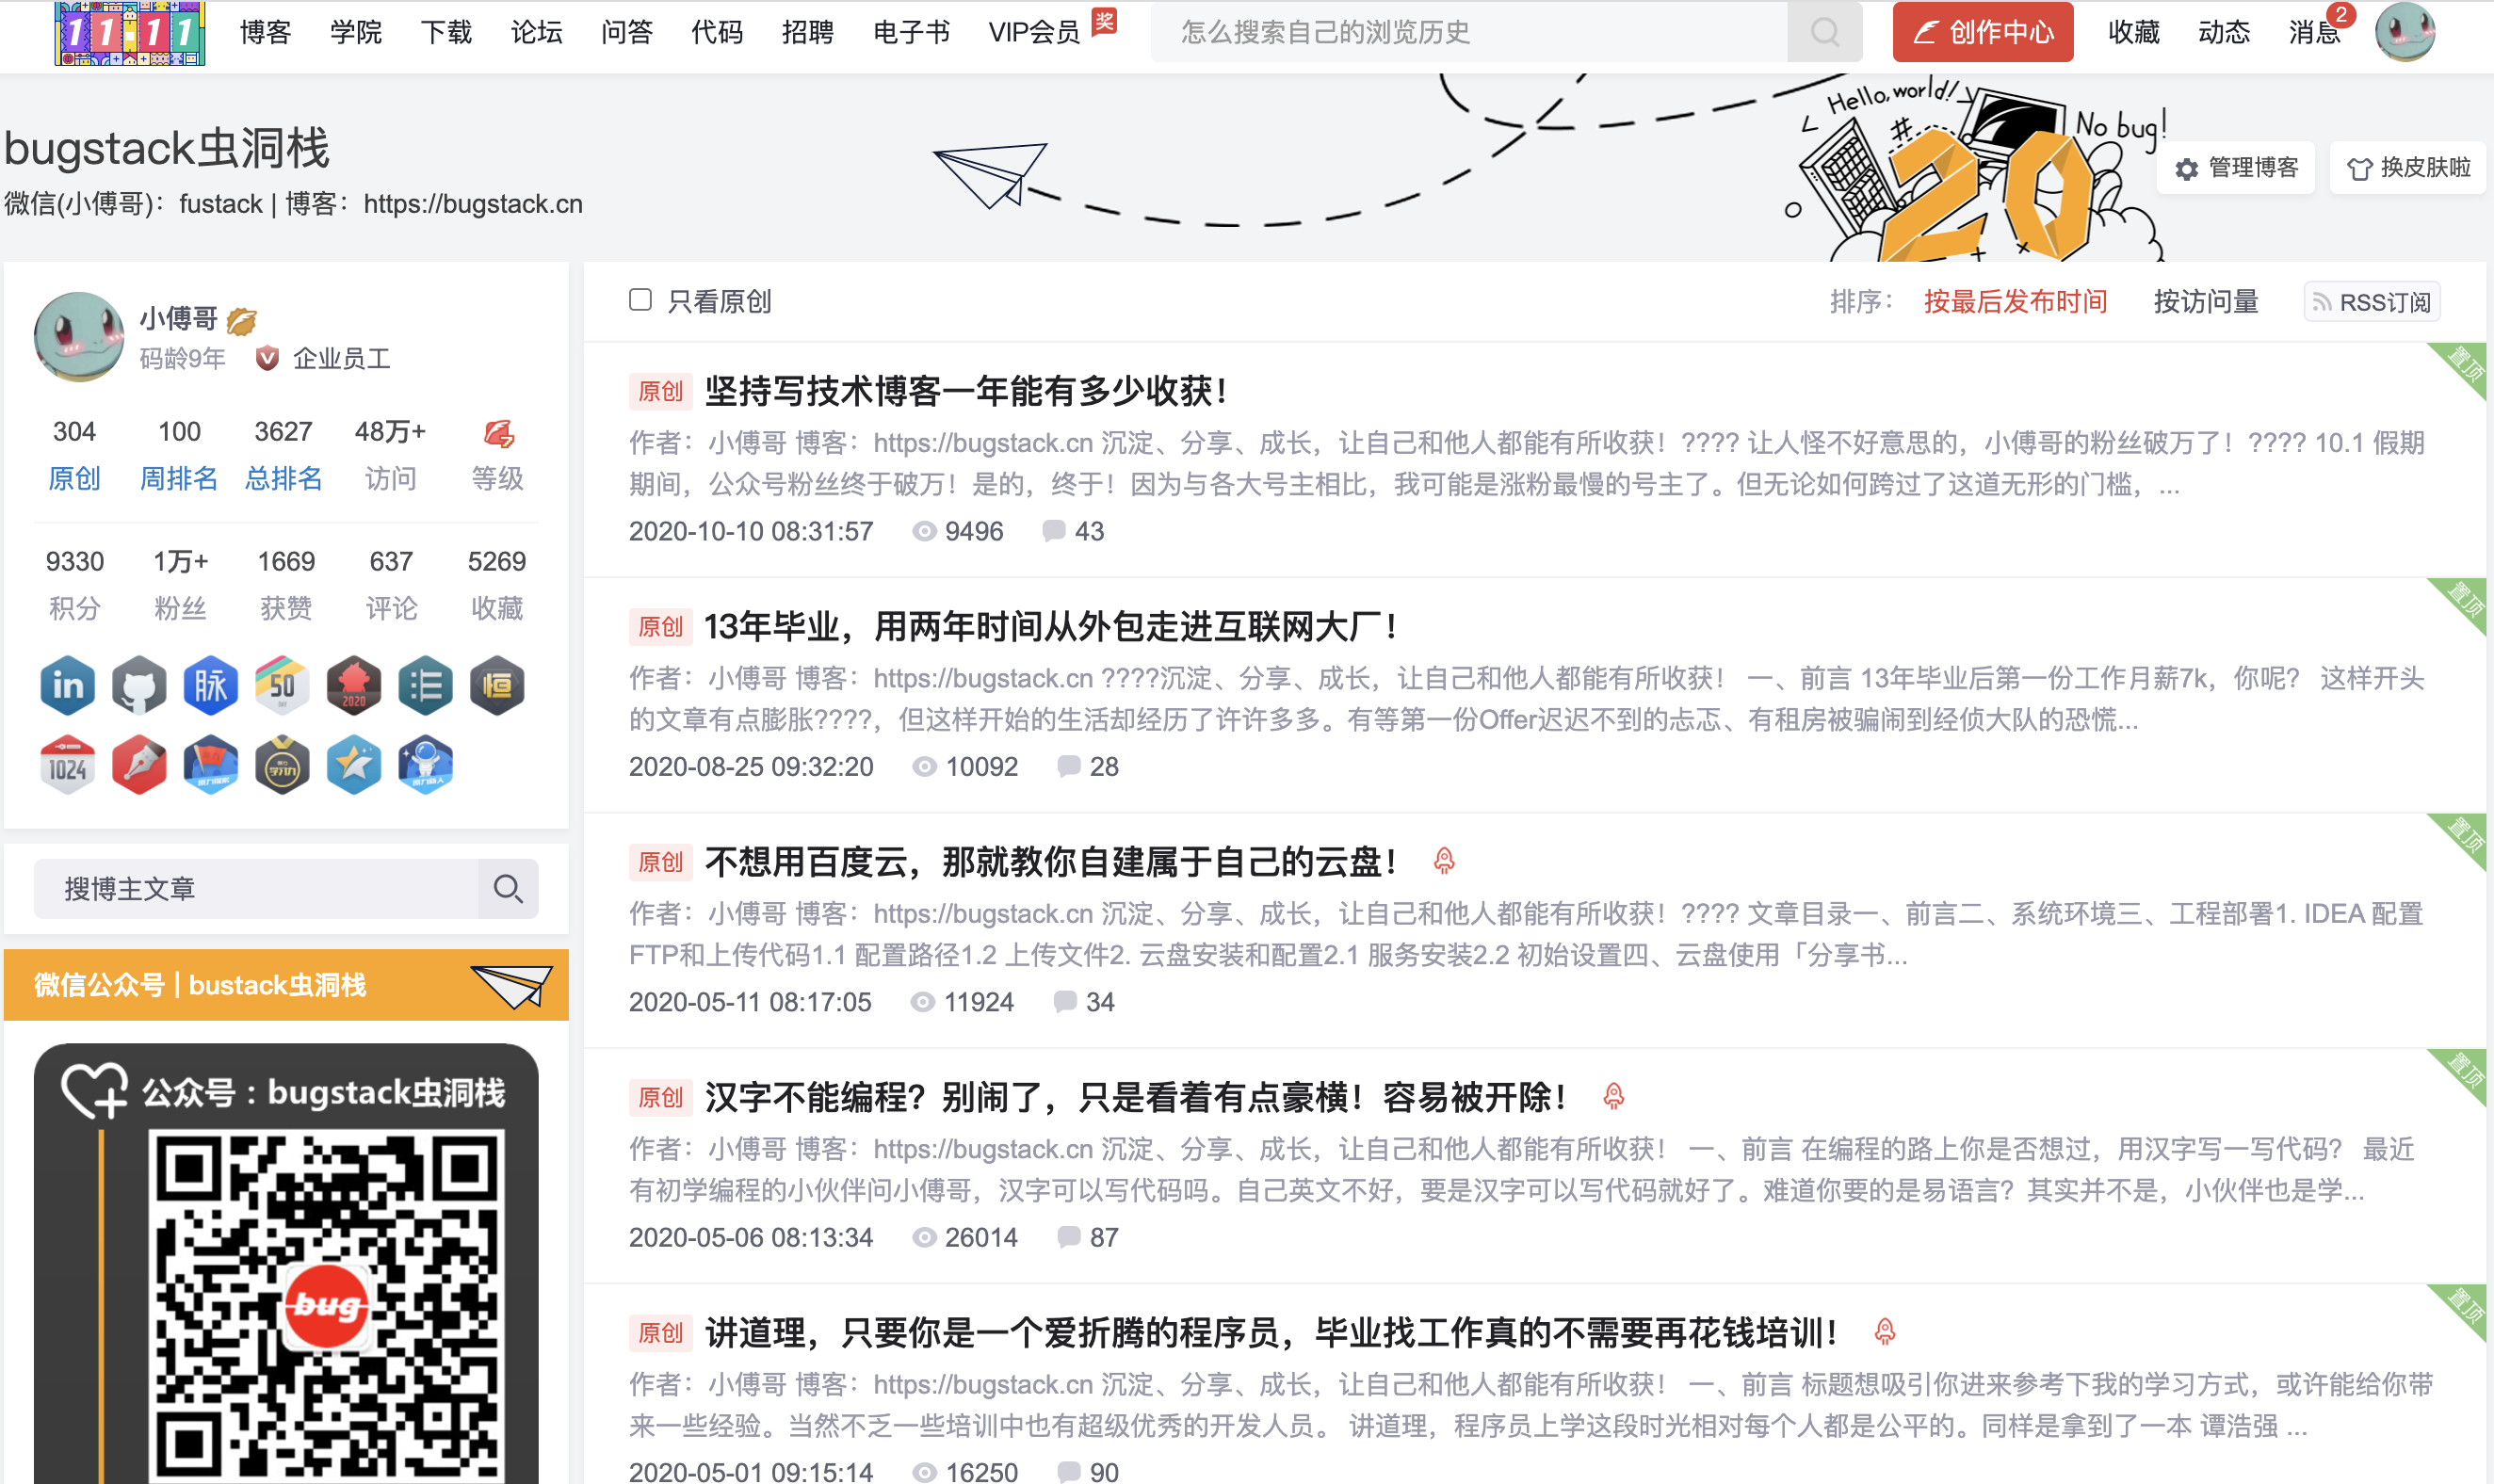 11.11 博客 学院 下载 论坛 问答 代码 招聘 电子书 VIP会员 奖 怎么搜索自己的浏览历史 创作中心 收藏 动态 消息 2
Hello, world!
No bug!
#
20
bugstack虫洞栈
微信(小傅哥)：fustack | 博客：https://bugstack.cn
管理博客 换皮肤啦
小傅哥
码龄9年 企业员工
304 100 3627 48万+ 7
原创 周排名 总排名 访问 等级
9330 1万+ 1669 637 5269
积分 粉丝 获赞 评论 收藏
in 脉 50 DAY 2020 恒
1024
搜博主文章
微信公众号 | bustack虫洞栈
公众号：bugstack虫洞栈
bug
只看原创 排序： 按最后发布时间 按访问量 RSS订阅
置顶
原创 坚持写技术博客一年能有多少收获！
作者：小傅哥 博客：https://bugstack.cn 沉淀、分享、成长，让自己和他人都能有所收获！???? 让人怪不好意思的，小傅哥的粉丝破万了！???? 10.1 假期
期间，公众号粉丝终于破万！是的，终于！因为与各大号主相比，我可能是涨粉最慢的号主了。但无论如何跨过了这道无形的门槛，...
2020-10-10 08:31:57 9496 43
置顶
原创 13年毕业，用两年时间从外包走进互联网大厂！
作者：小傅哥 博客：https://bugstack.cn ????沉淀、分享、成长，让自己和他人都能有所收获！ 一、前言 13年毕业后第一份工作月薪7k，你呢？ 这样开头
的文章有点膨胀????，但这样开始的生活却经历了许许多多。有等第一份Offer迟迟不到的忐忑、有租房被骗闹到经侦大队的恐慌...
2020-08-25 09:32:20 10092 28
置顶
原创 不想用百度云，那就教你自建属于自己的云盘！
作者：小傅哥 博客：https://bugstack.cn 沉淀、分享、成长，让自己和他人都能有所收获！???? 文章目录一、前言二、系统环境三、工程部署1. IDEA 配置
FTP和上传代码1.1 配置路径1.2 上传文件2. 云盘安装和配置2.1 服务安装2.2 初始设置四、云盘使用「分享书...
2020-05-11 08:17:05 11924 34
置顶
原创 汉字不能编程？别闹了，只是看着有点豪横！容易被开除！
作者：小傅哥 博客：https://bugstack.cn 沉淀、分享、成长，让自己和他人都能有所收获！ 一、前言 在编程的路上你是否想过，用汉字写一写代码？ 最近
有初学编程的小伙伴问小傅哥，汉字可以写代码吗。自己英文不好，要是汉字可以写代码就好了。难道你要的是易语言？其实并不是，小伙伴也是学...
2020-05-06 08:13:34 26014 87
置顶
原创 讲道理，只要你是一个爱折腾的程序员，毕业找工作真的不需要再花钱培训！
作者：小傅哥 博客：https://bugstack.cn 沉淀、分享、成长，让自己和他人都能有所收获！ 一、前言 标题想吸引你进来参考下我的学习方式，或许能给你带
来一些经验。当然不乏一些培训中也有超级优秀的开发人员。 讲道理，程序员上学这段时光相对每个人都是公平的。同样是拿到了一本 谭浩强 ...
2020-05-01 09:15:14 16250 90